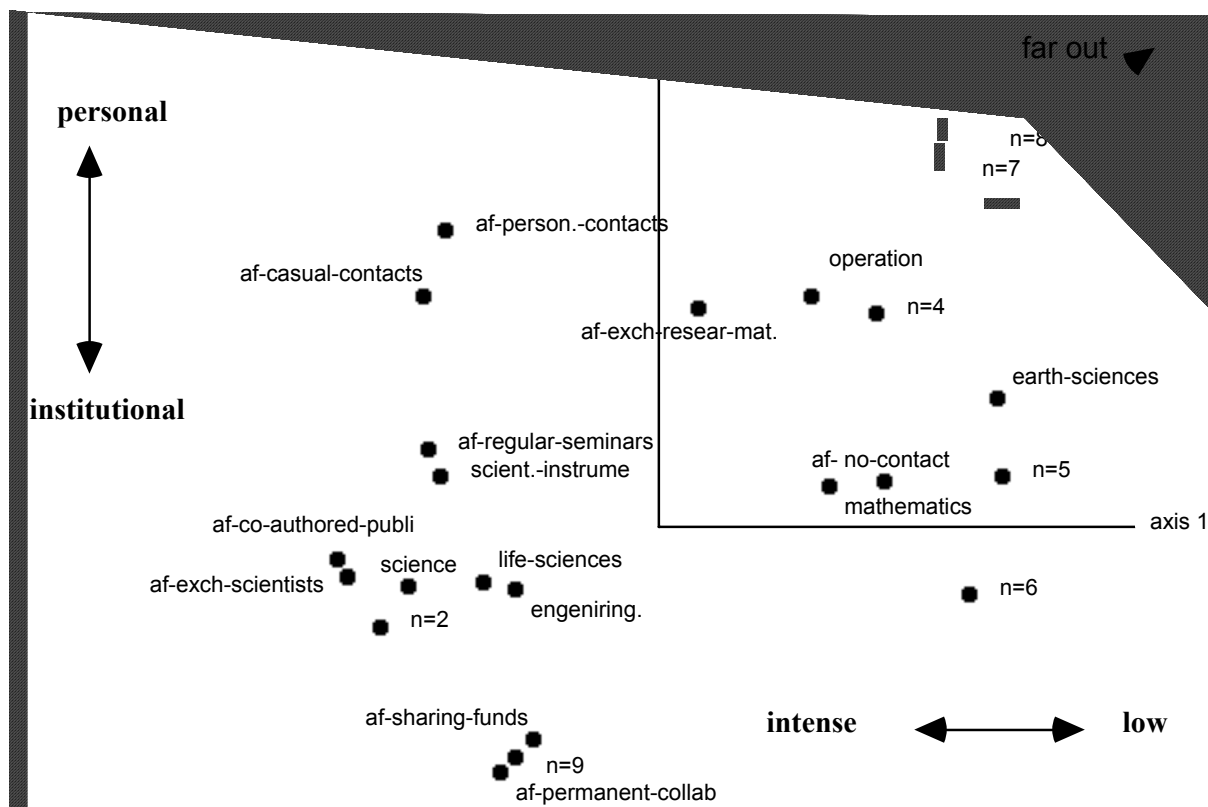 far out
personal
n=8
n=7
af-person.-contacts
operation
af-casual-contacts
n=4
af-exch-resear-mat.
earth-sciences
institutional
af-regular-seminars
af- no-contact
scient.-instrume
n=5
mathematics
axis 1
af-co-authored-publi
science
life-sciences
af-exch-scientists
n=6
n=2
engeniring.
af-sharing-funds
intense
low
n=9
af-permanent-collab